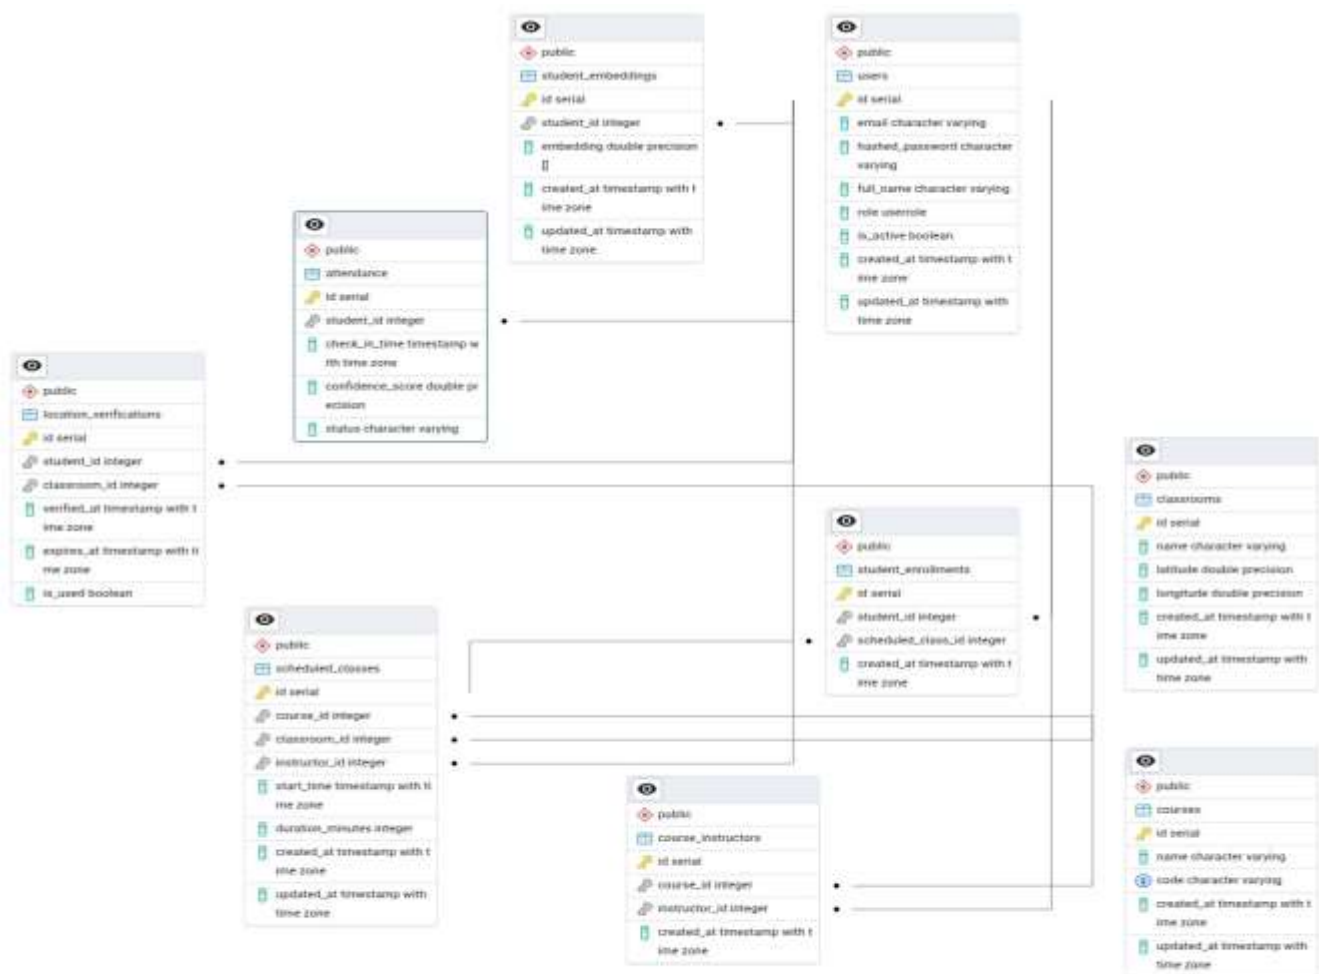 public
student_embeddings
id serial
student_id integer
embedding double precision
[]
created_at timestamp with t
ime zone
updated_at timestamp with
time zone
public
users
id serial
email character varying
hashed_password character
varying
full_name character varying
role userrole
is_active boolean
created_at timestamp with t
ime zone
updated_at timestamp with
time zone
public
attendance
id serial
student_id integer
check_in_time timestamp w
ith time zone
confidence_score double pr
ecision
status character varying
public
location_verifications
id serial
student_id integer
classroom_id integer
verified_at timestamp with t
ime zone
expires_at timestamp with ti
me zone
is_used boolean
public
classrooms
id serial
name character varying
latitude double precision
longitude double precision
created_at timestamp with t
ime zone
updated_at timestamp with
time zone
public
student_enrollments
id serial
student_id integer
scheduled_class_id integer
created_at timestamp with t
ime zone
public
scheduled_classes
id serial
course_id integer
classroom_id integer
instructor_id integer
start_time timestamp with ti
me zone
duration_minutes integer
created_at timestamp with t
ime zone
updated_at timestamp with
time zone
public
course_instructors
id serial
course_id integer
instructor_id integer
created_at timestamp with t
ime zone
public
courses
id serial
name character varying
code character varying
created_at timestamp with t
ime zone
updated_at timestamp with
time zone